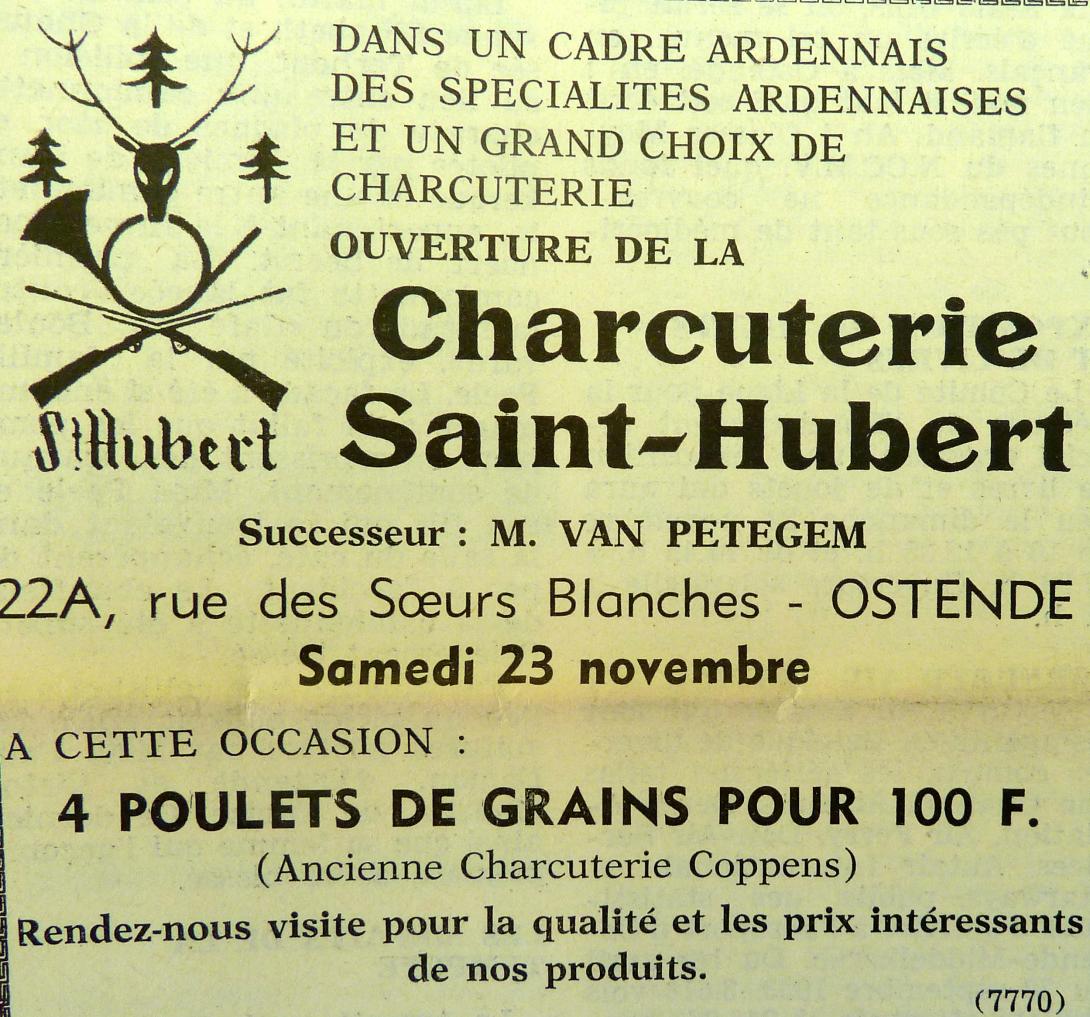 DANS UN CADRE ARDENNAIS
DES SPECIALITES ARDENNAISES
ET UN GRAND CHOIX DE
CHARCUTERIE
OUVERTURE DE LA
Charcuterie
Saint-Hubert
St Hubert
Successeur : M. VAN PETEGEM
22A, rue des Sœurs Blanches - OSTENDE
Samedi 23 novembre
A CETTE OCCASION :
4 POULETS DE GRAINS POUR 100 F.
(Ancienne Charcuterie Coppens)
Rendez-nous visite pour la qualité et les prix intéressants
de nos produits.
(7770)